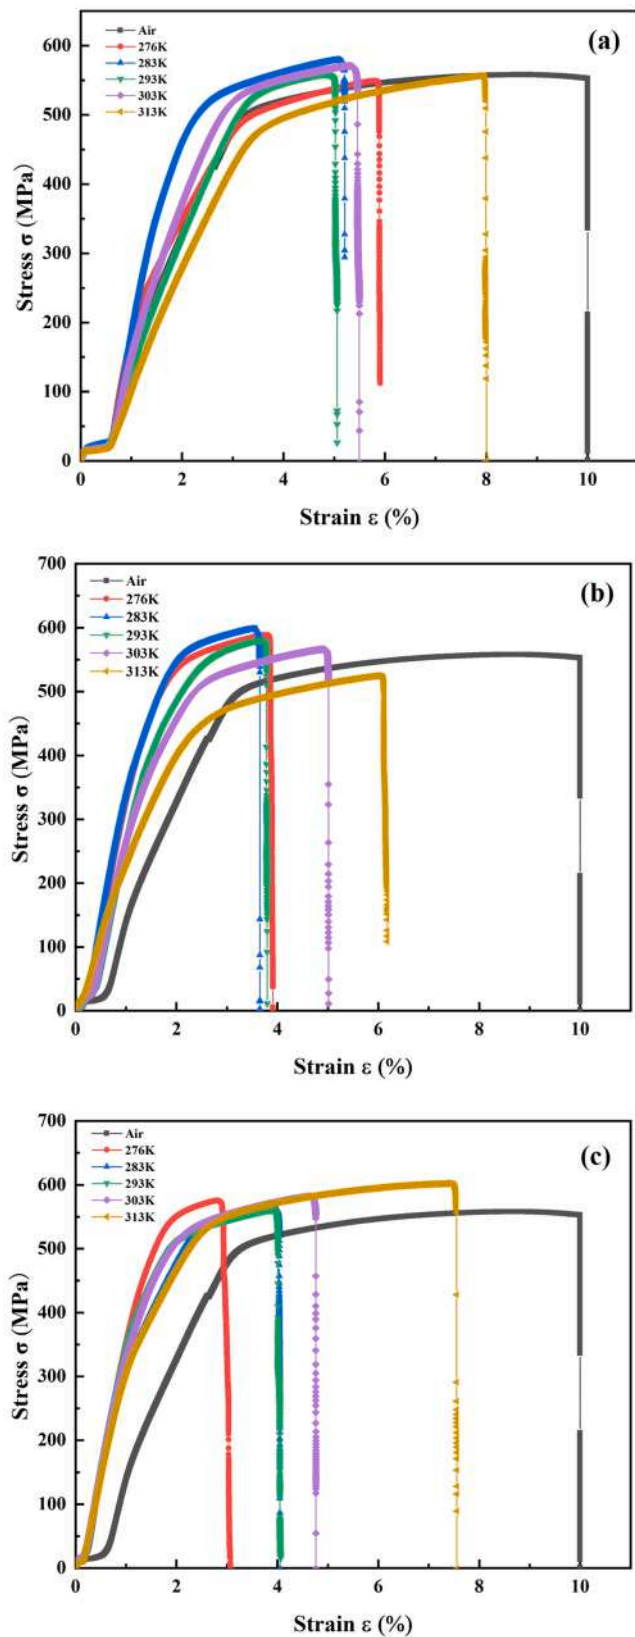 (a)
Air
276K
283K
293K
303K
313K
600
500
400
300
200
100
0
Stress σ (MPa)
0 2 4 6 8 10
Strain ε (%)
(b)
Air
276K
283K
293K
303K
313K
700
600
500
400
300
200
100
0
Stress σ (MPa)
0 2 4 6 8 10
Strain ε (%)
(c)
Air
276K
283K
293K
303K
313K
700
600
500
400
300
200
100
0
Stress σ (MPa)
0 2 4 6 8 10
Strain ε (%)